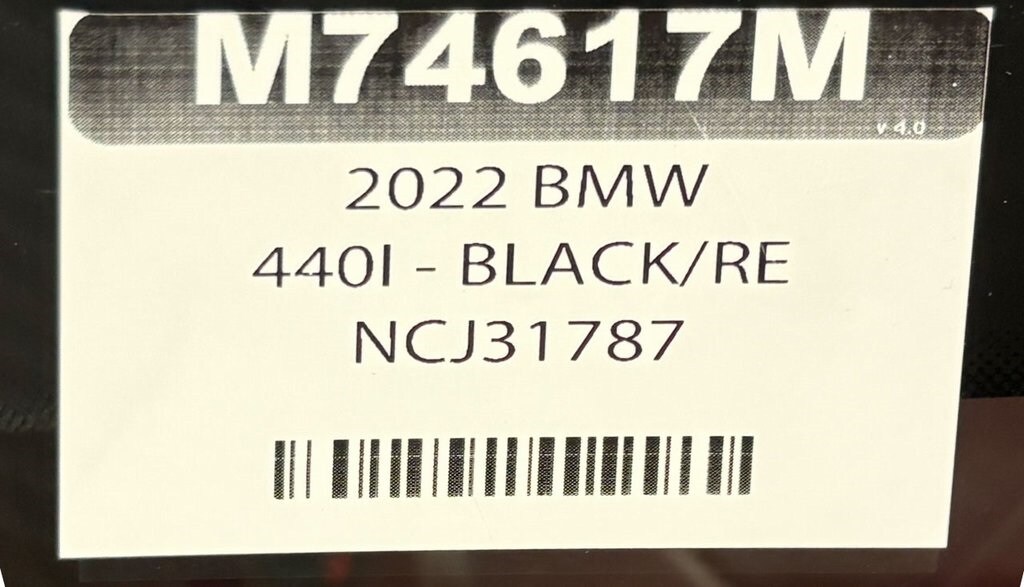 M74617M
v 4.0
2022 BMW
440I - BLACK/RE
NCJ31787